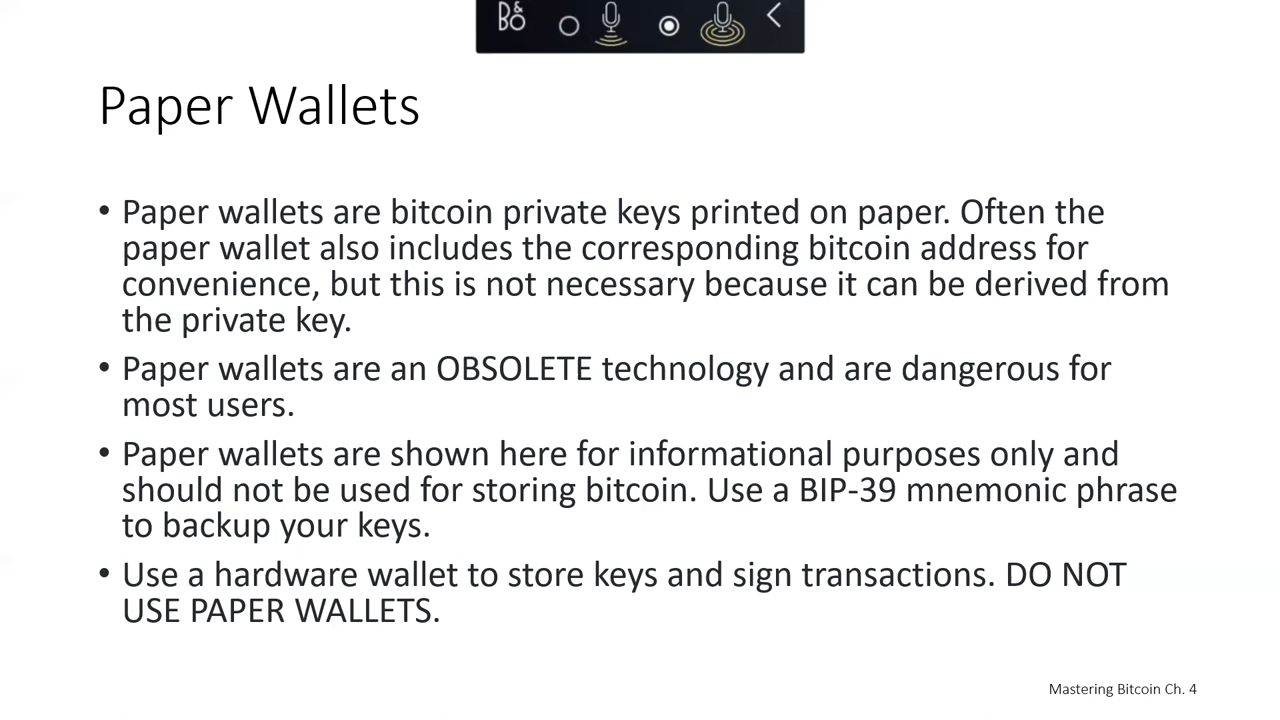 B&O
Paper Wallets
• Paper wallets are bitcoin private keys printed on paper. Often the
paper wallet also includes the corresponding bitcoin address for
convenience, but this is not necessary because it can be derived from
the private key.
• Paper wallets are an OBSOLETE technology and are dangerous for
most users.
• Paper wallets are shown here for informational purposes only and
should not be used for storing bitcoin. Use a BIP-39 mnemonic phrase
to backup your keys.
• Use a hardware wallet to store keys and sign transactions. DO NOT
USE PAPER WALLETS.
Mastering Bitcoin Ch. 4